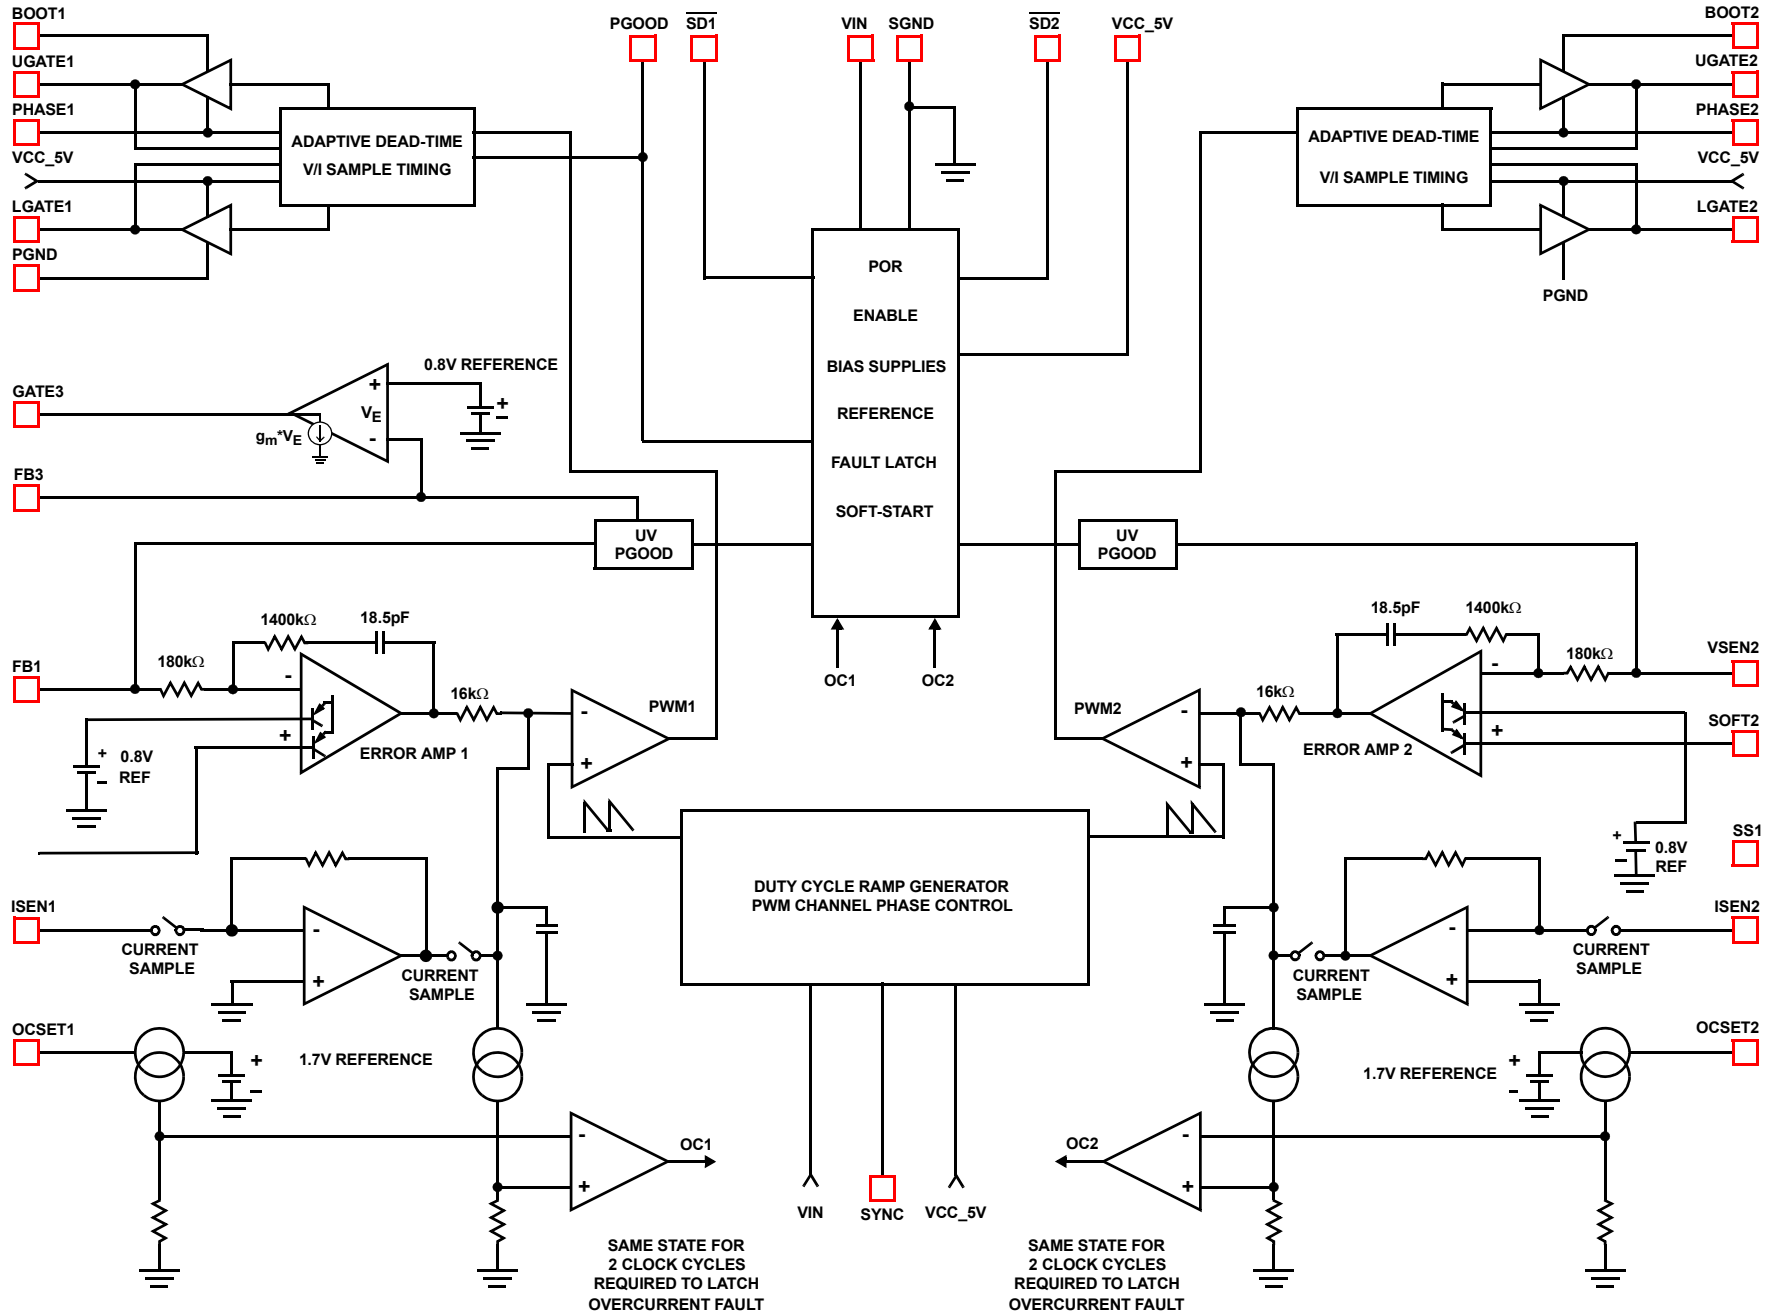 BOOT1
PGOOD
SD1
VIN
SGND
SD2
VCC_5V
BOOT2
UGATE1
UGATE2
PHASE1
PHASE2
ADAPTIVE DEAD-TIME
V/I SAMPLE TIMING
ADAPTIVE DEAD-TIME
V/I SAMPLE TIMING
VCC_5V
VCC_5V
LGATE1
LGATE2
PGND
PGND
POR
ENABLE
BIAS SUPPLIES
REFERENCE
FAULT LATCH
SOFT-START
0.8V REFERENCE
GATE3
+
VE
-
gm*VE
+
-
FB3
UV
PGOOD
UV
PGOOD
OC1
OC2
1400kΩ
18.5pF
180kΩ
FB1
-
+
16kΩ
ERROR AMP 1
+
-
0.8V
REF
-
+
PWM1
18.5pF
1400kΩ
180kΩ
VSEN2
-
+
16kΩ
PWM2
-
+
ERROR AMP 2
SOFT2
+
-
0.8V
REF
SS1
DUTY CYCLE RAMP GENERATOR
PWM CHANNEL PHASE CONTROL
ISEN1
CURRENT
SAMPLE
-
+
CURRENT
SAMPLE
ISEN2
CURRENT
SAMPLE
-
+
CURRENT
SAMPLE
OCSET1
+
-
1.7V REFERENCE
OCSET2
1.7V REFERENCE
+
-
-
+
OC1
OC2
-
+
VIN
SYNC
VCC_5V
SAME STATE FOR
2 CLOCK CYCLES
REQUIRED TO LATCH
OVERCURRENT FAULT
SAME STATE FOR
2 CLOCK CYCLES
REQUIRED TO LATCH
OVERCURRENT FAULT